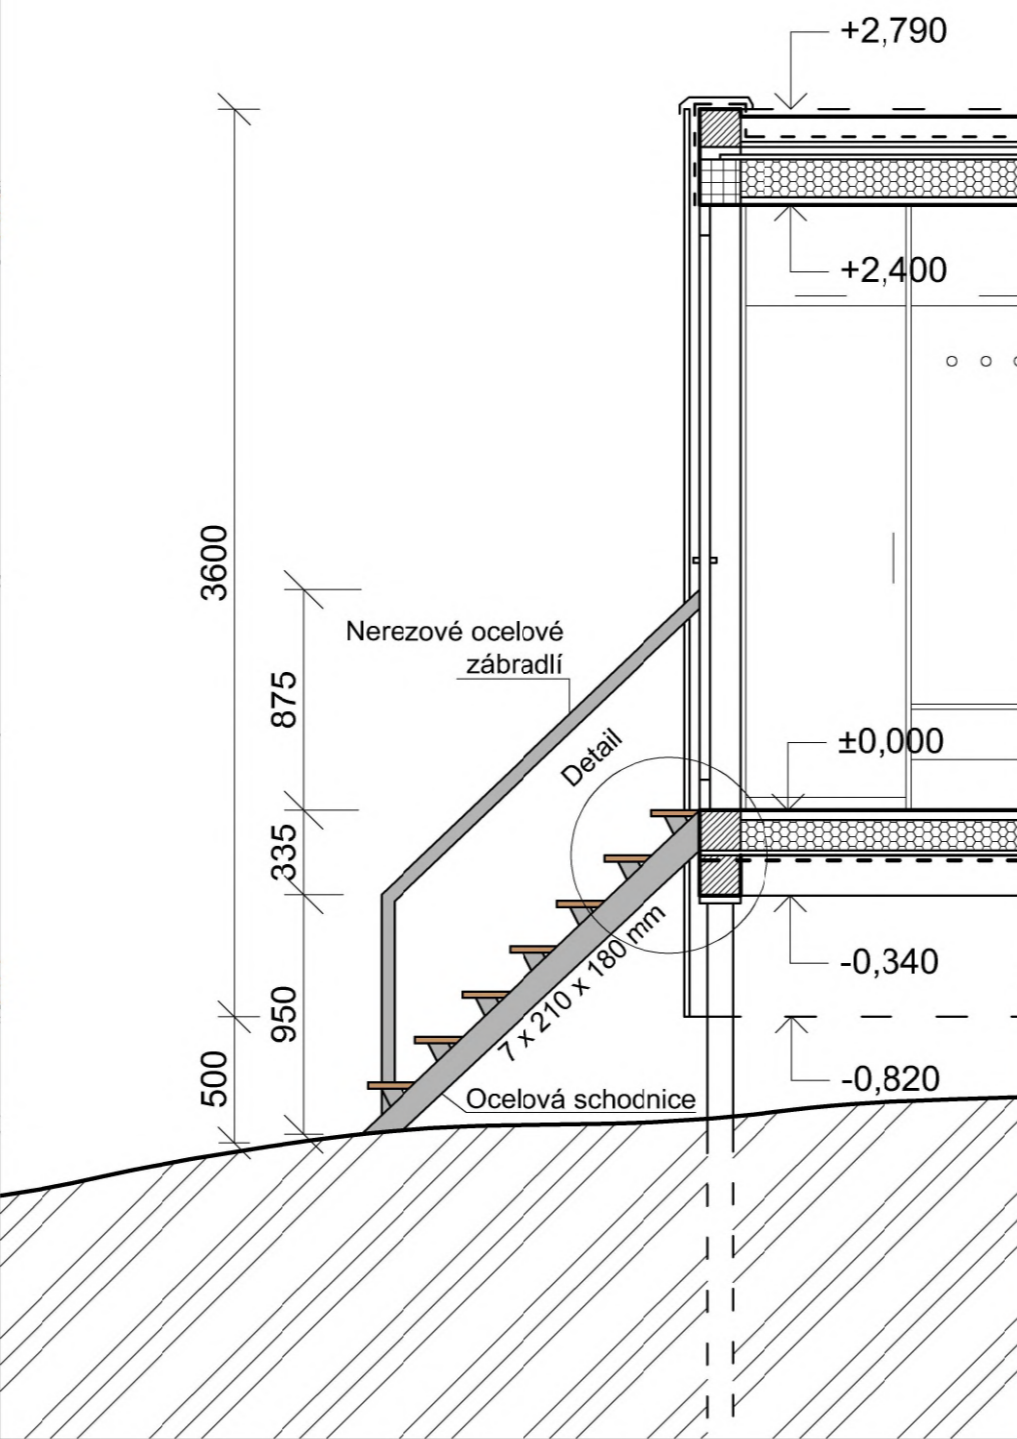 +2,790
+2,400
3600
Nerezové ocelové
zábradlí
875
Detail
±0,000
335
7 x 210 x 180 mm
-0,340
950
500
-0,820
Ocelová schodnice